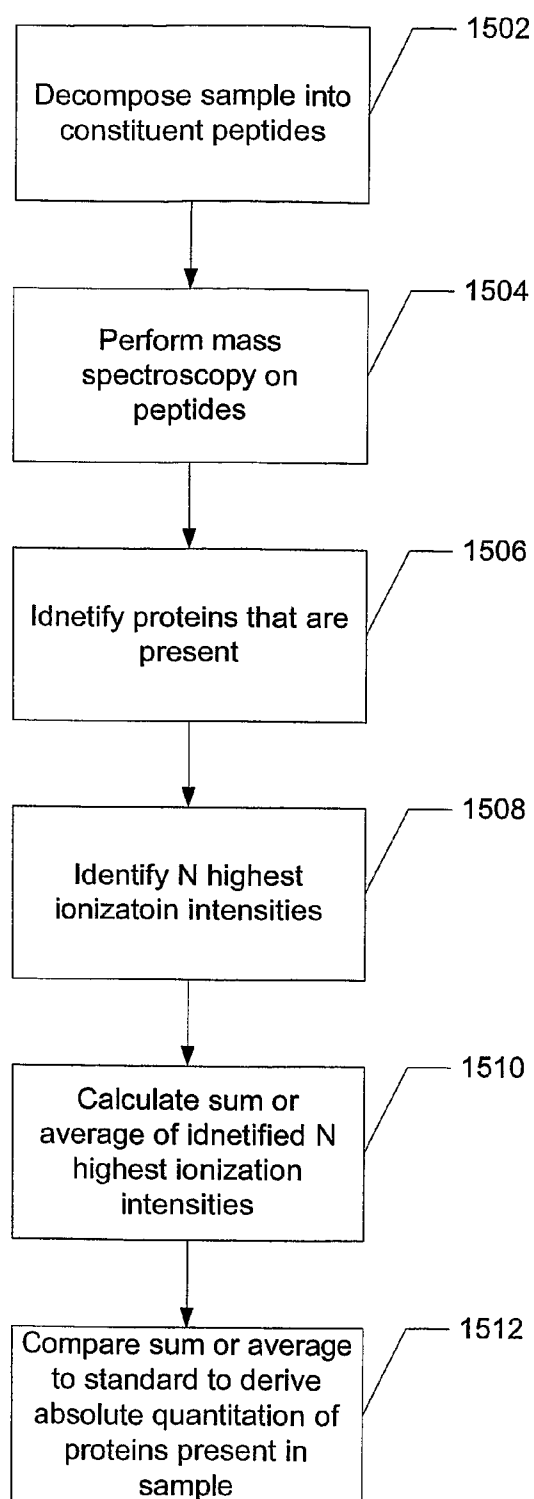 1502
Decompose sample into
constituent peptides
1504
Perform mass
spectroscopy on
peptides
1506
Idnetify proteins that are
present
1508
Identify N highest
ionizatoin intensities
1510
Calculate sum or
average of idnetified N
highest ionization
intensities
1512
Compare sum or average
to standard to derive
absolute quantitation of
proteins present in
sample